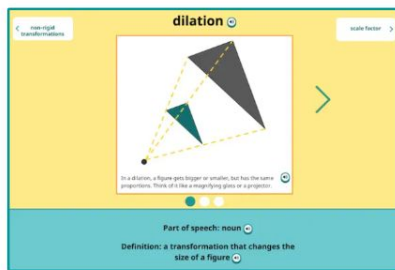 dilation
non-rigid
transformations
scale factor
In a dilation, a figure gets bigger or smaller, but has the same
proportions. Think of it like a magnifying glass or a projector.
Part of speech: noun
Definition: a transformation that changes the
size of a figure